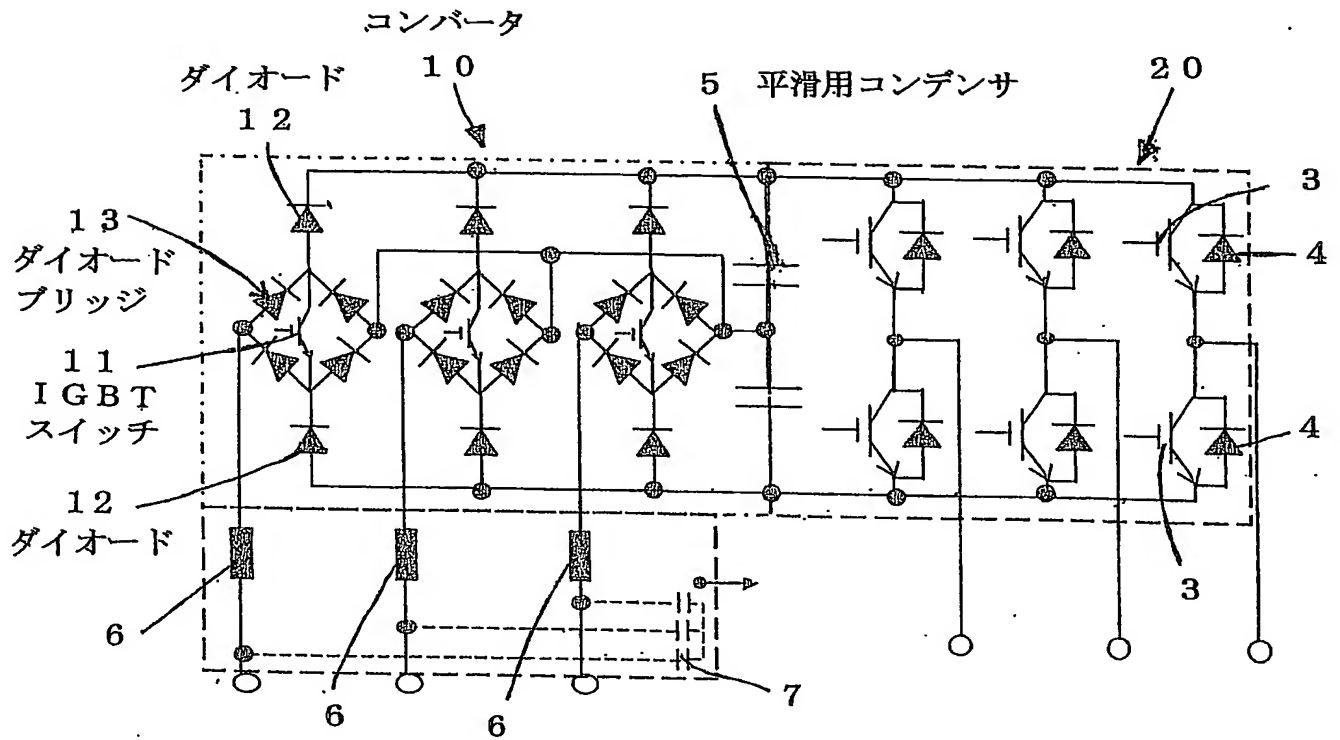 コンバータ
１０
ダイオード
１２
５ 平滑用コンデンサ
２０
３
１３
ダイオード
ブリッジ
４
１１
ＩＧＢＴ
スイッチ
４
１２
ダイオード
６
６
６
７
３